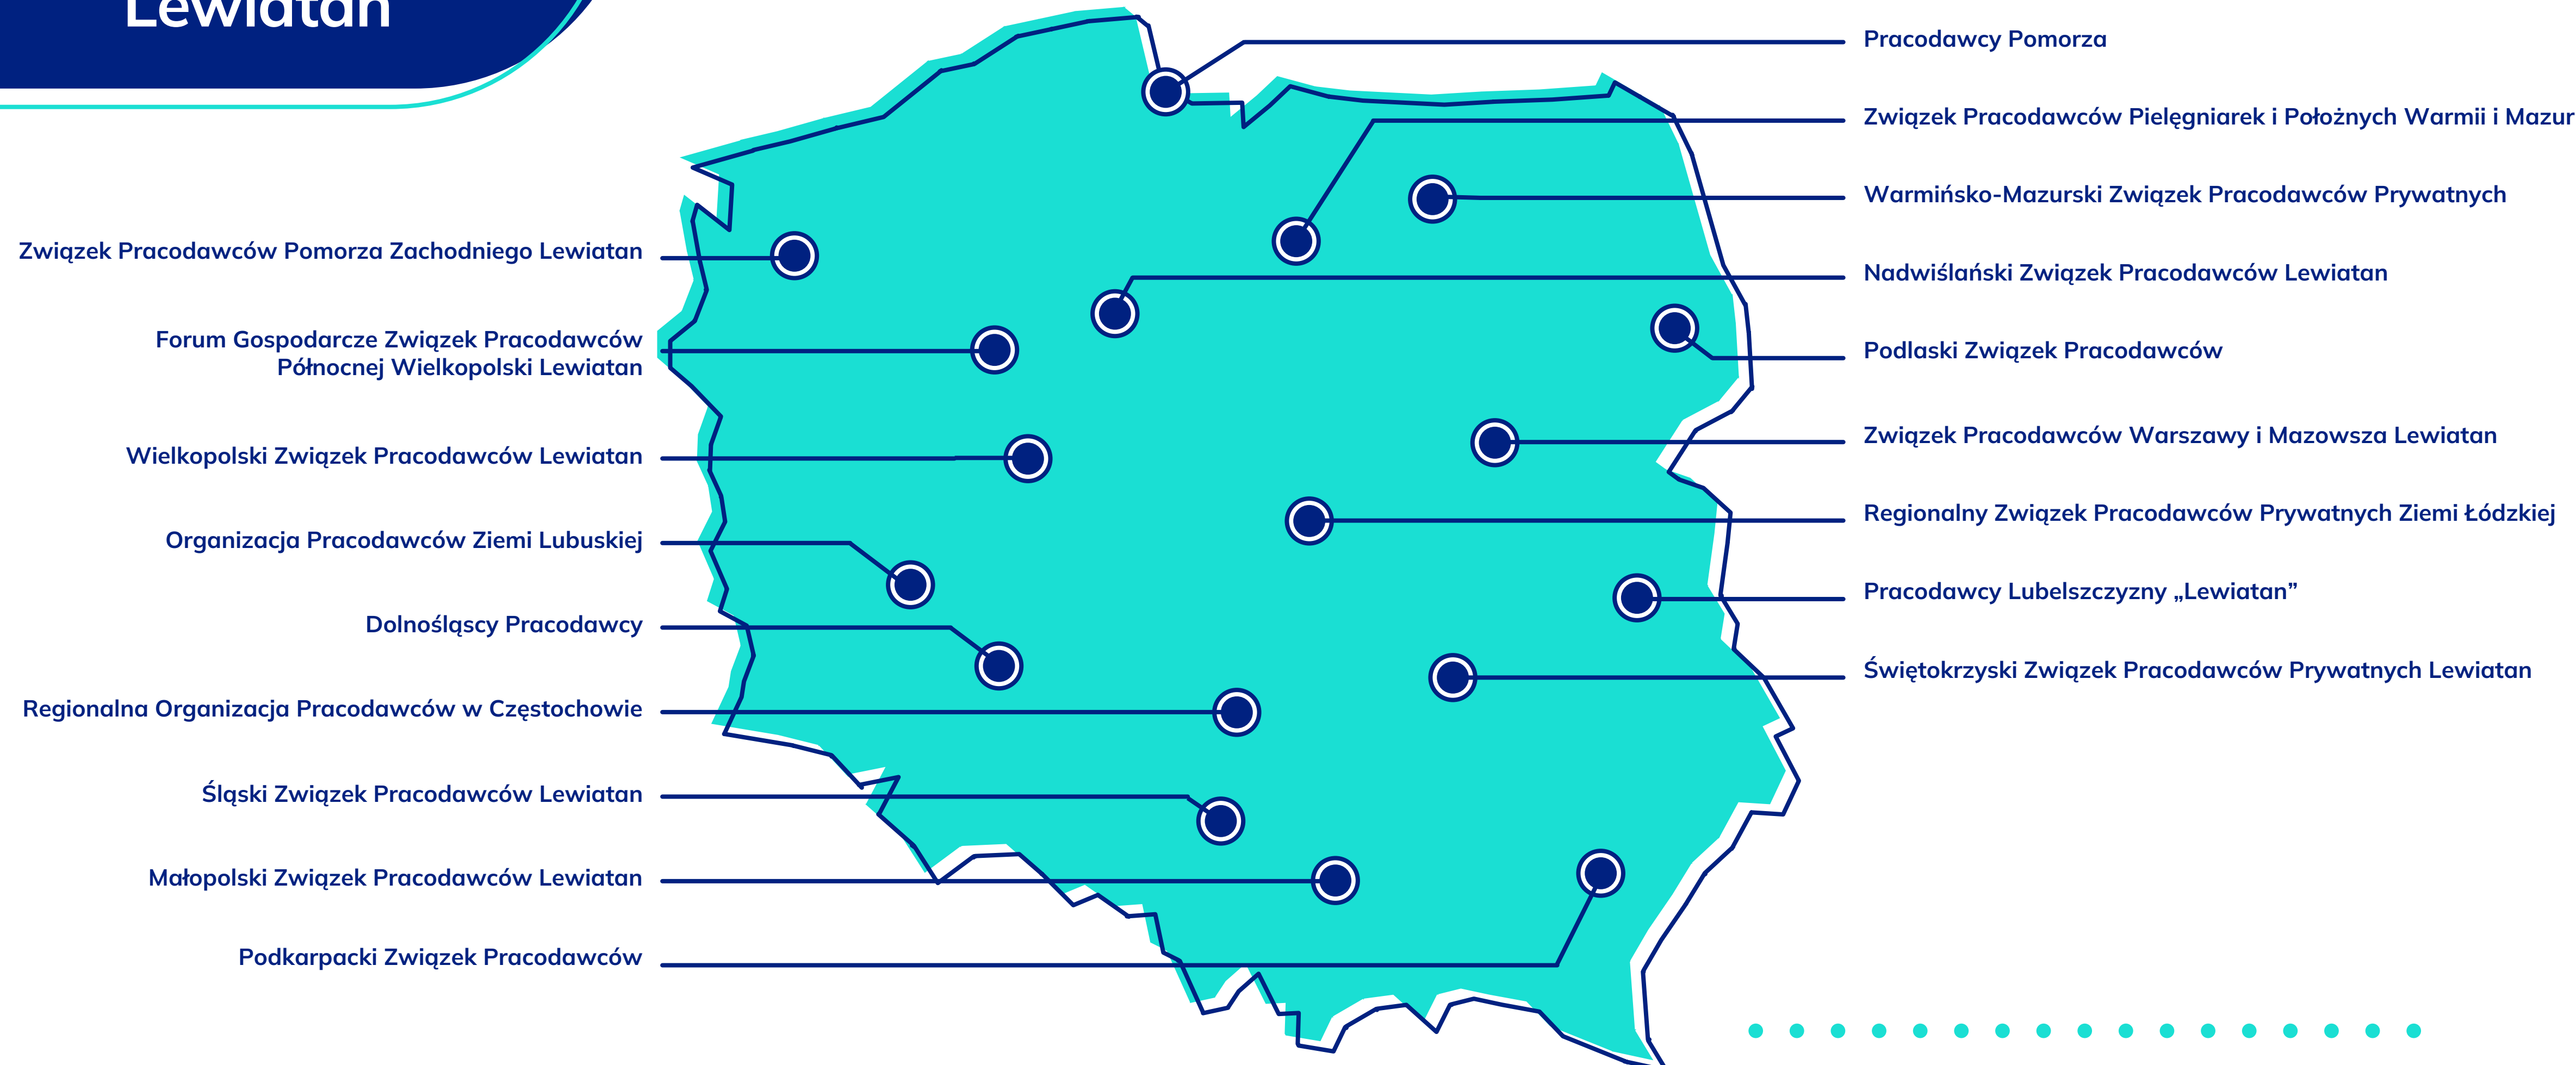 Lewiatan
Związek Pracodawców Pomorza Zachodniego Lewiatan
Forum Gospodarcze Związek Pracodawców
Północnej Wielkopolski Lewiatan
Wielkopolski Związek Pracodawców Lewiatan
Organizacja Pracodawców Ziemi Lubuskiej
Dolnośląscy Pracodawcy
Regionalna Organizacja Pracodawców w Częstochowie
Śląski Związek Pracodawców Lewiatan
Małopolski Związek Pracodawców Lewiatan
Podkarpacki Związek Pracodawców
Pracodawcy Pomorza
Związek Pracodawców Pielęgniarek i Położnych Warmii i Mazur
Warmińsko-Mazurski Związek Pracodawców Prywatnych
Nadwiślański Związek Pracodawców Lewiatan
Podlaski Związek Pracodawców
Związek Pracodawców Warszawy i Mazowsza Lewiatan
Regionalny Związek Pracodawców Prywatnych Ziemi Łódzkiej
Pracodawcy Lubelszczyzny „Lewiatan”
Świętokrzyski Związek Pracodawców Prywatnych Lewiatan